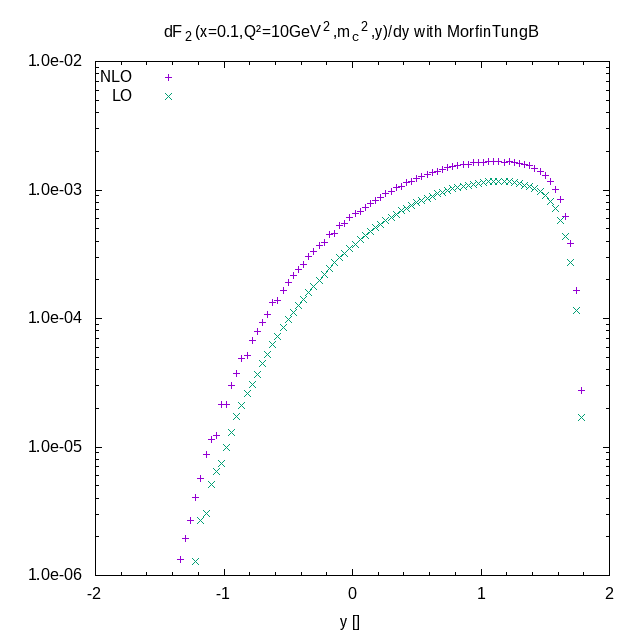 dF₂(x=0.1,Q²=10GeV²,m_c²,y)/dy with MorfinTungB
1.0e-02
NLO
LO
1.0e-03
1.0e-04
1.0e-05
1.0e-06
-2 -1 0 1 2
y []